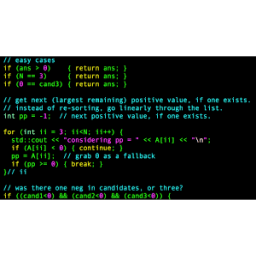 // easy cases
if (ans > 0) { return ans; }
if (N == 3) { return ans; }
if (0 == cand3) { return ans; }
// get next (largest remaining) positive value, if one exists.
// instead of re-sorting, go linearly through the list.
int pp = -1; // next positive value, if one exists.
for (int ii = 3; ii<N; ii++) {
std::cout << "considering pp = " << A[ii] << "\n";
if (A[ii] < 0) { continue; }
pp = A[ii]; // grab 0 as a fallback
if (pp >= 0) { break; }
}// ii
// was there one neg in candidates, or three?
if ((cand1<0) && (cand2<0) && (cand3<0)) {